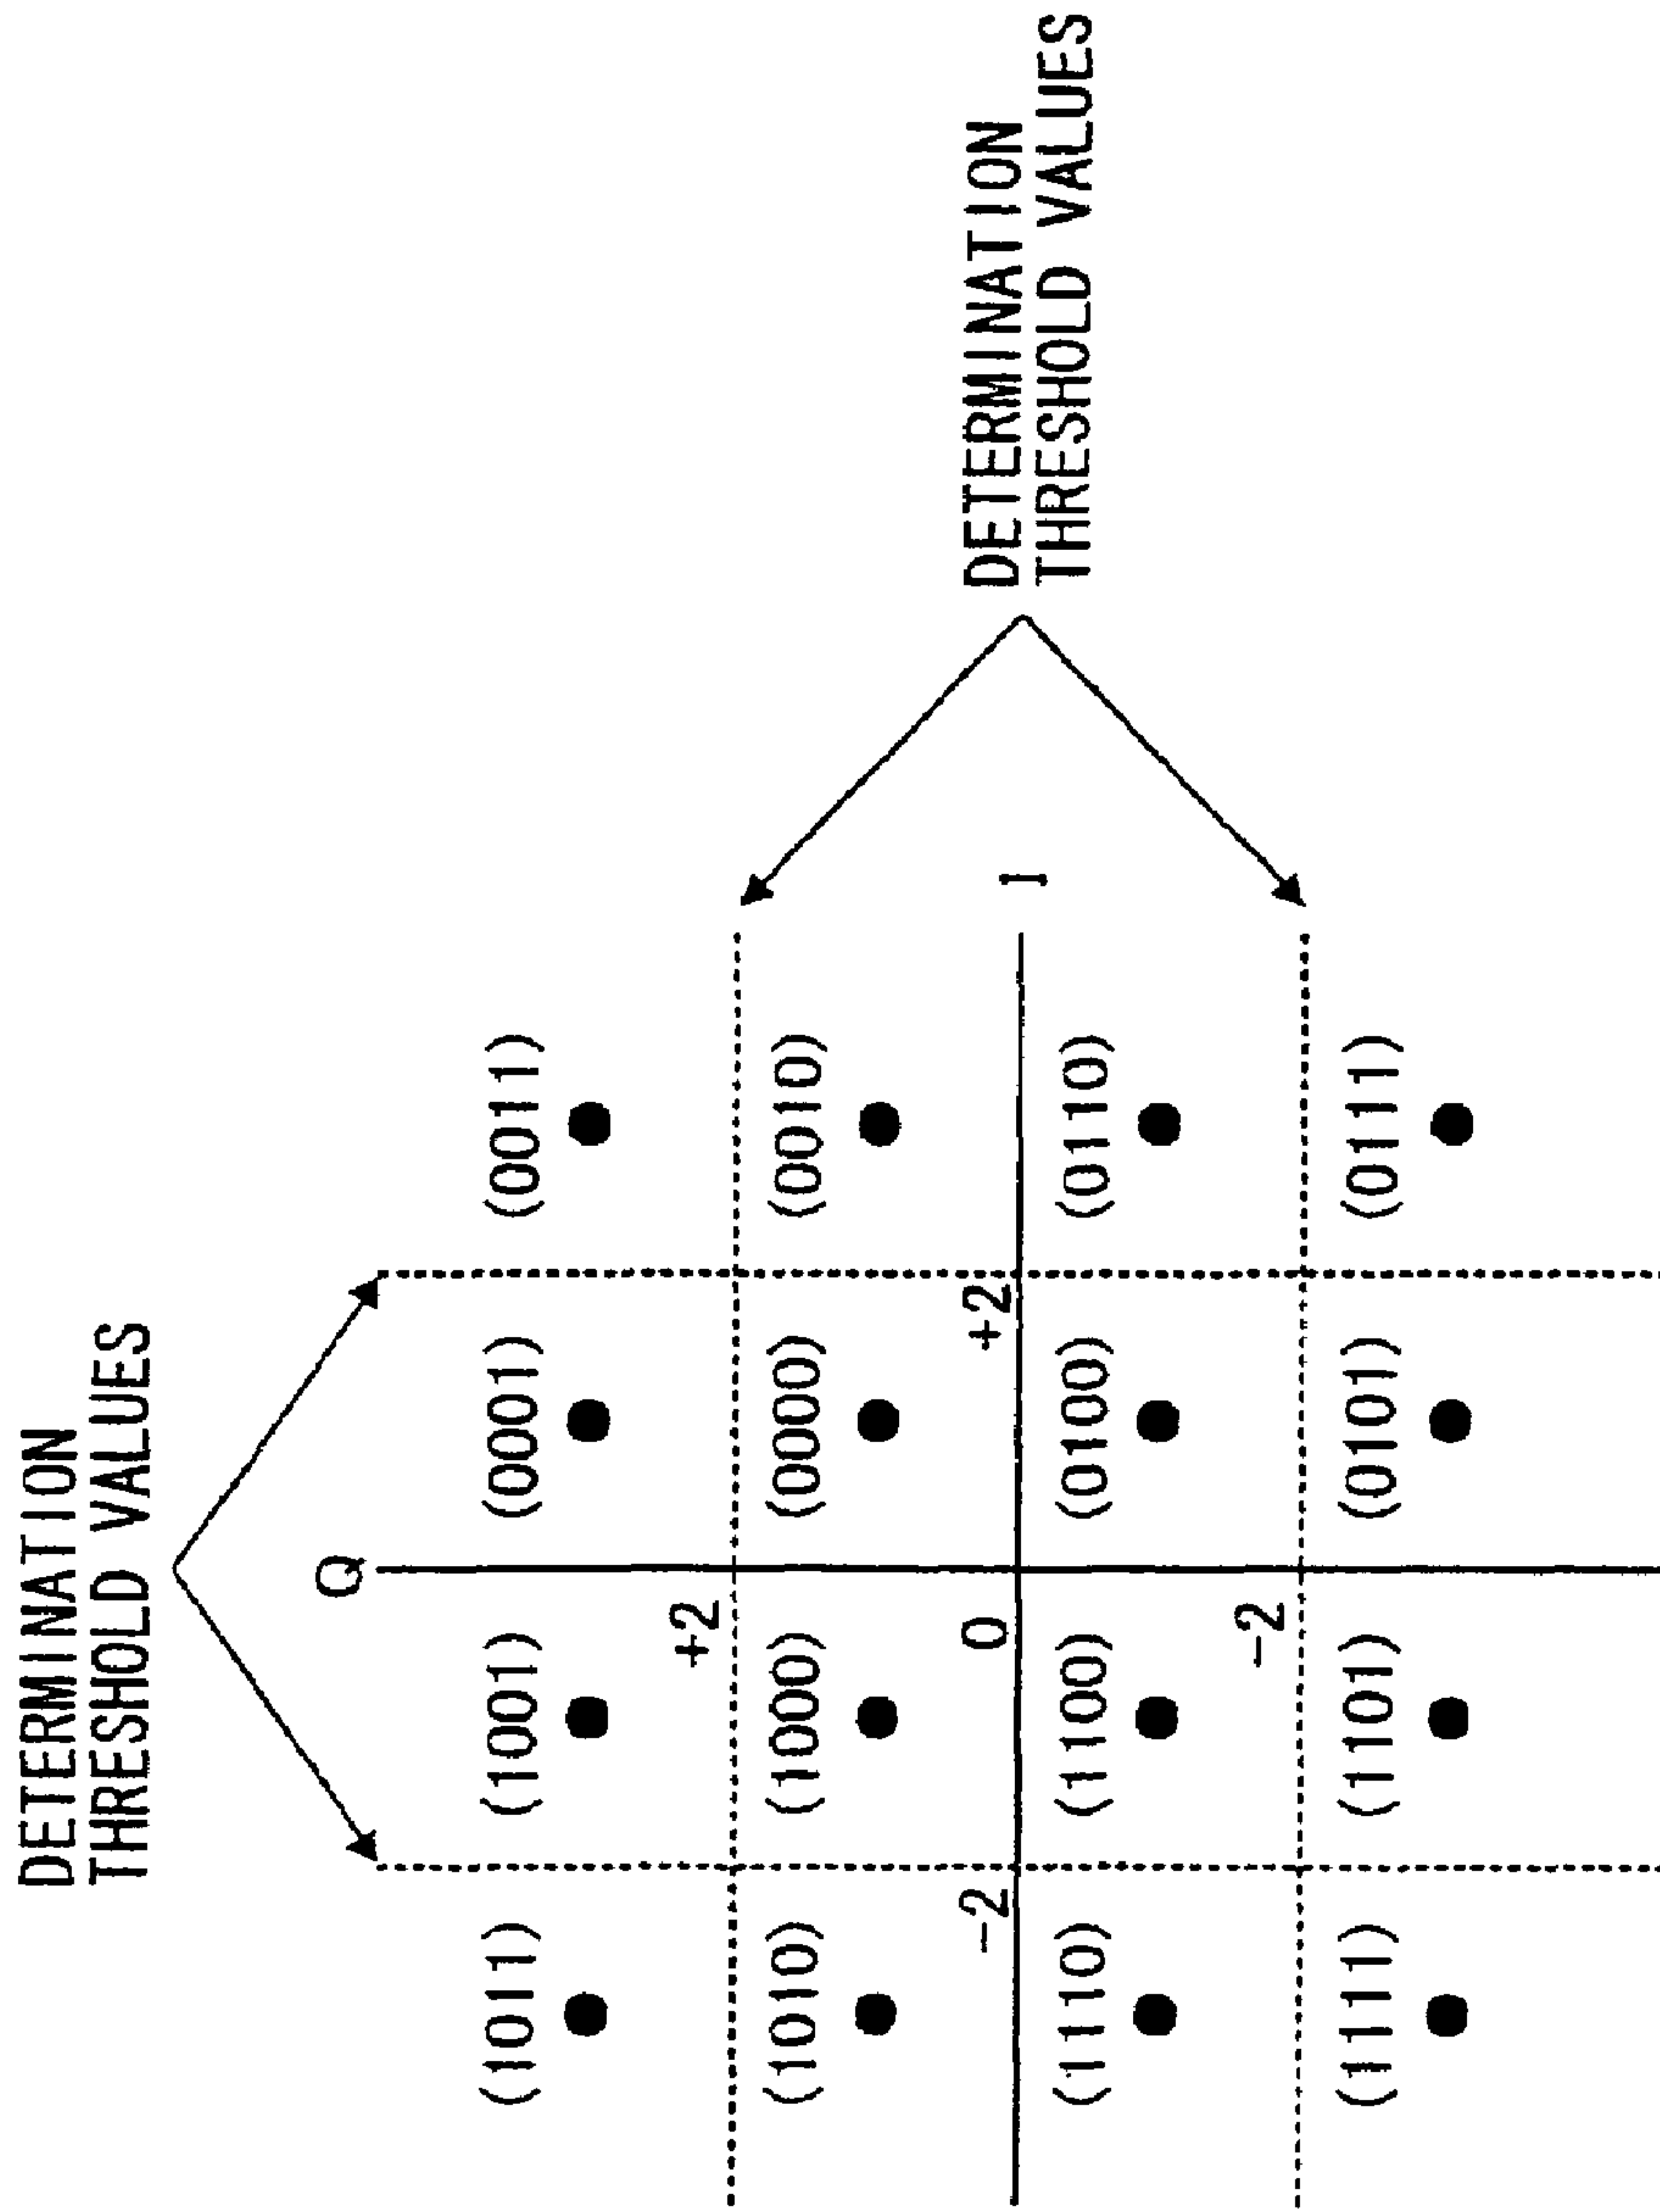 DETERMINATION
THRESHOLD VALUES
Q
(1011) (1001) (0001) (0011)
+2
(1010) (1000) (0000) (0010)
-2 0 +2 I
DETERMINATION
THRESHOLD VALUES
(1110) (1100) (0100) (0110)
-2
(1111) (1101) (0101) (0111)